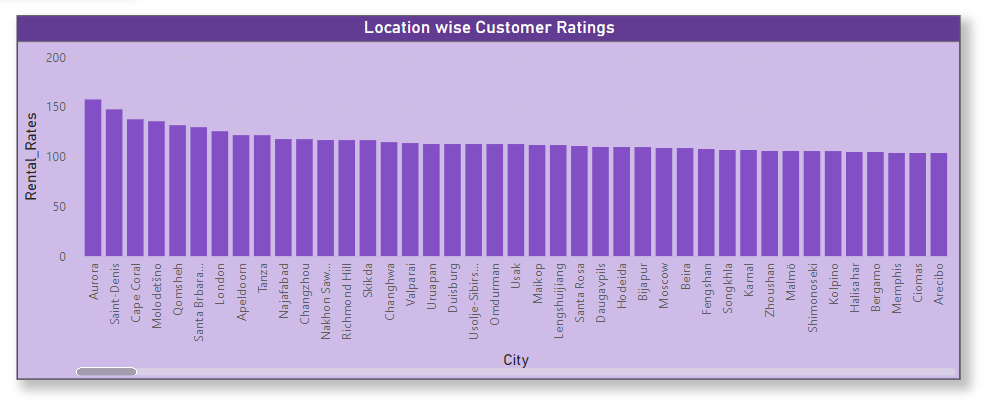 Location wise Customer Ratings
Rental_Rates
200
150
100
50
0
Aurora
Saint-Denis
Cape Coral
Molodetšno
Qomsheh
Santa Brbara...
London
Apeldoorn
Tanza
Najafabad
Changzhou
Nakhon Saw...
Richmond Hill
Skikda
Changhwa
Valparai
Uruapan
Duisburg
Usolje-Sibirs...
Omdurman
Usak
Maikop
Lengshuijiang
Santa Rosa
Daugavpils
Hodeida
Bijapur
Moscow
Beira
Fengshan
Songkhla
Karnal
Zhoushan
Malmö
Shimonoseki
Kolpino
Halisahar
Bergamo
Memphis
Ciomas
Arecibo
City